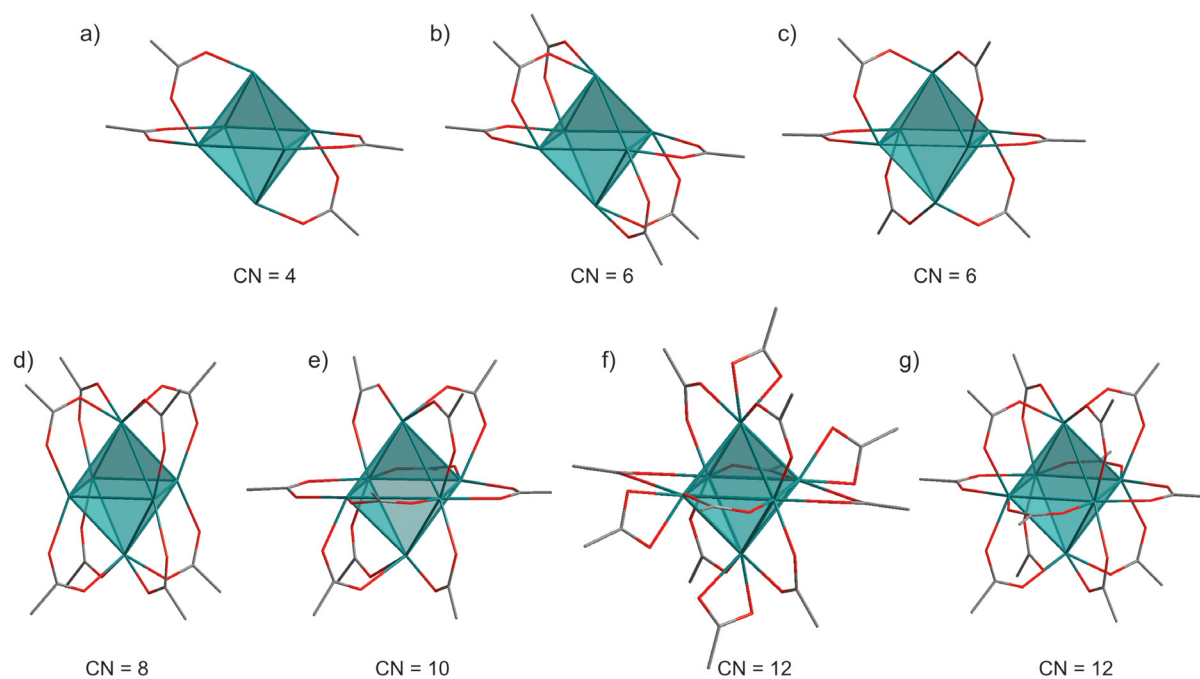 a)
b)
c)
CN = 4
CN = 6
CN = 6
d)
e)
f)
g)
CN = 8
CN = 10
CN = 12
CN = 12